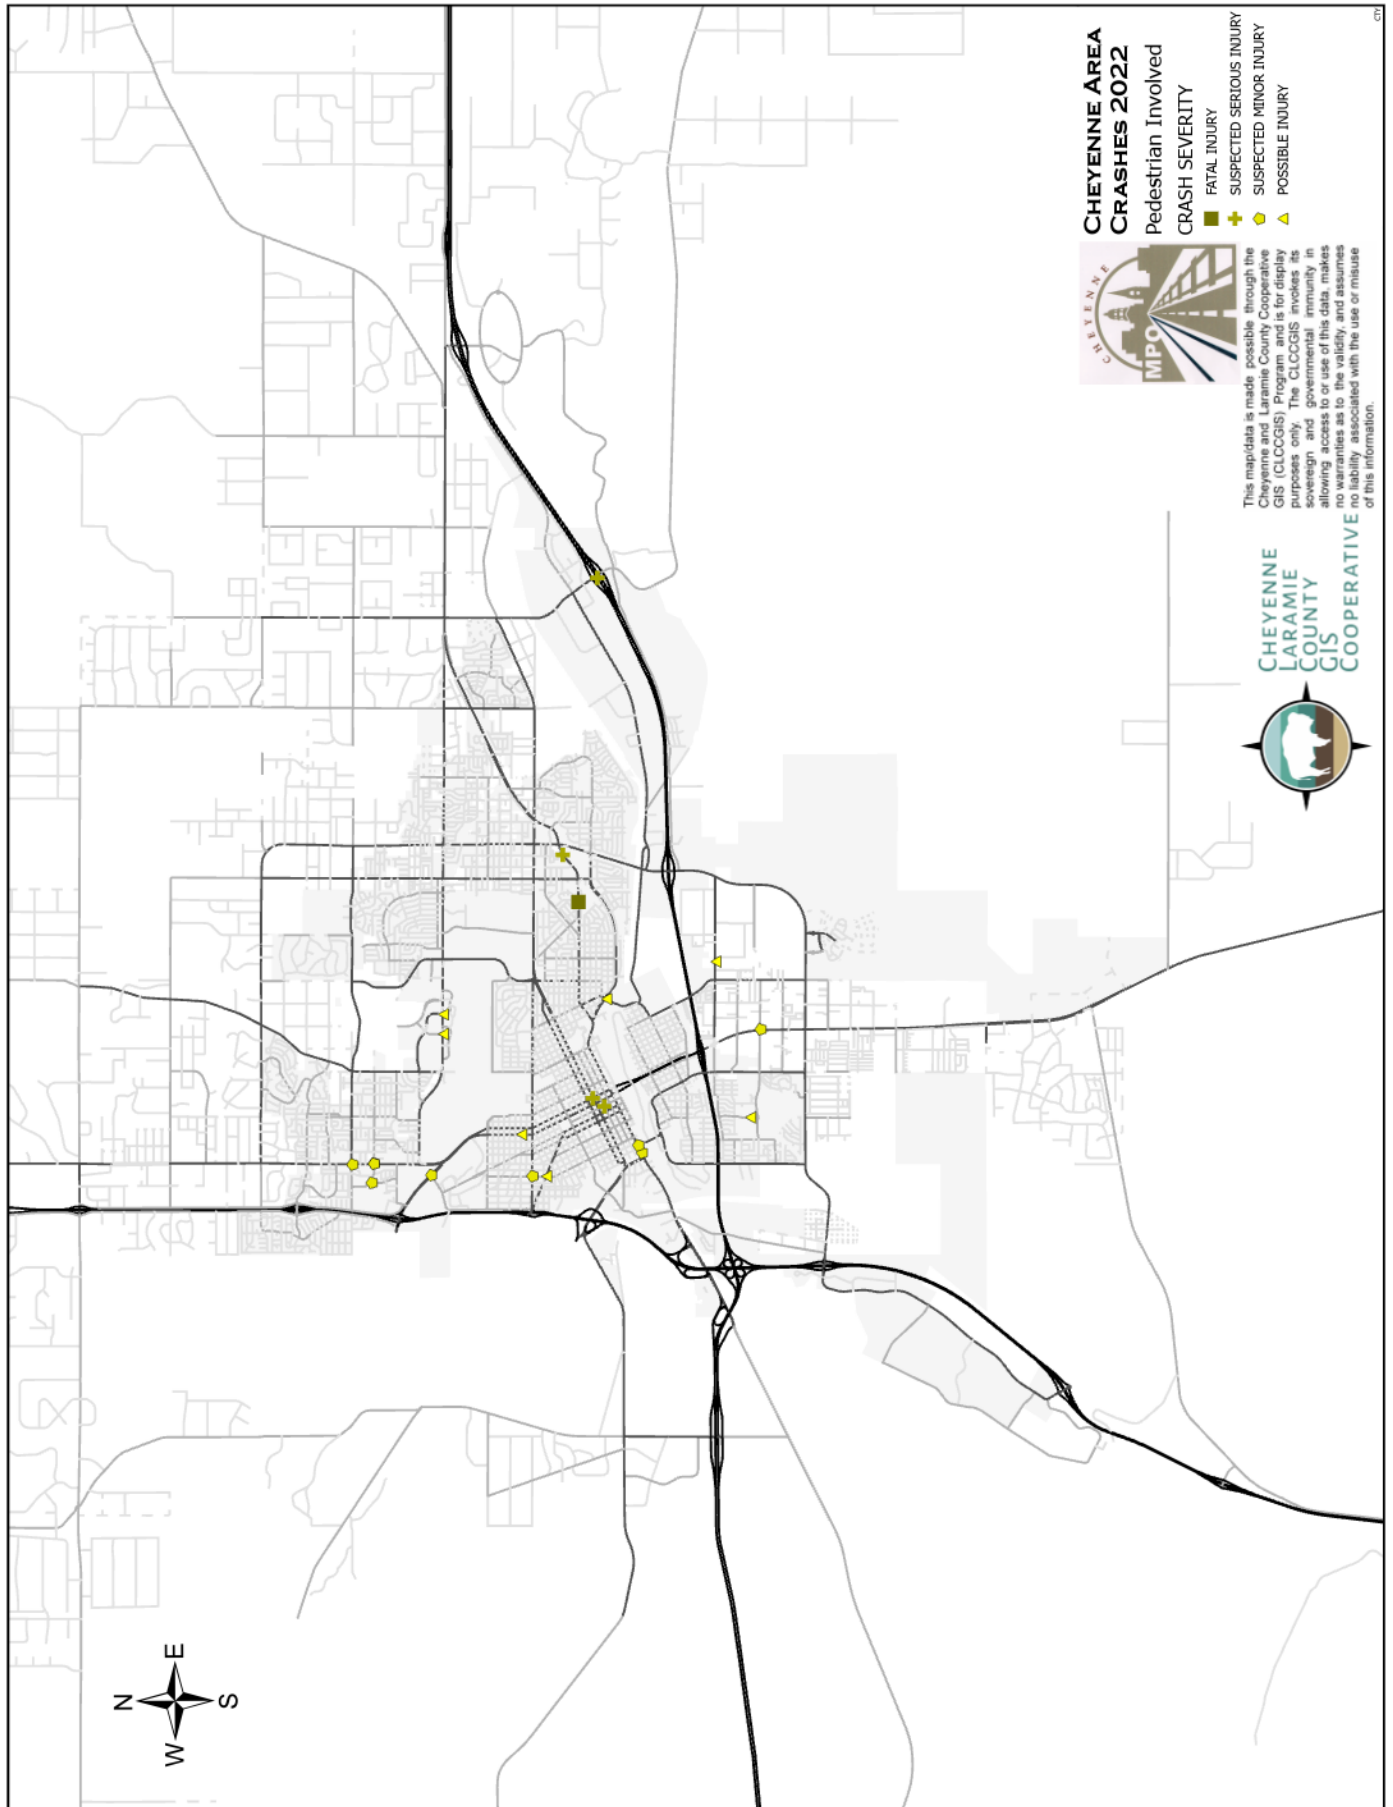 CHEYENNE AREA
CRASHES 2022
Pedestrian Involved
CRASH SEVERITY
FATAL INJURY
SUSPECTED SERIOUS INJURY
SUSPECTED MINOR INJURY
POSSIBLE INJURY
CHEYENNE
MPO
This map/data is made possible through the
Cheyenne and Laramie County Cooperative
GIS (CLCCGIS) Program and is for display
purposes only. The CLCCGIS invokes its
sovereign and governmental immunity in
allowing access to or use of this data, makes
no warranties as to the validity, and assumes
no liability associated with the use or misuse
of this information.
CHEYENNE
LARAMIE
COUNTY
GIS
COOPERATIVE
N
W
E
S
CTY